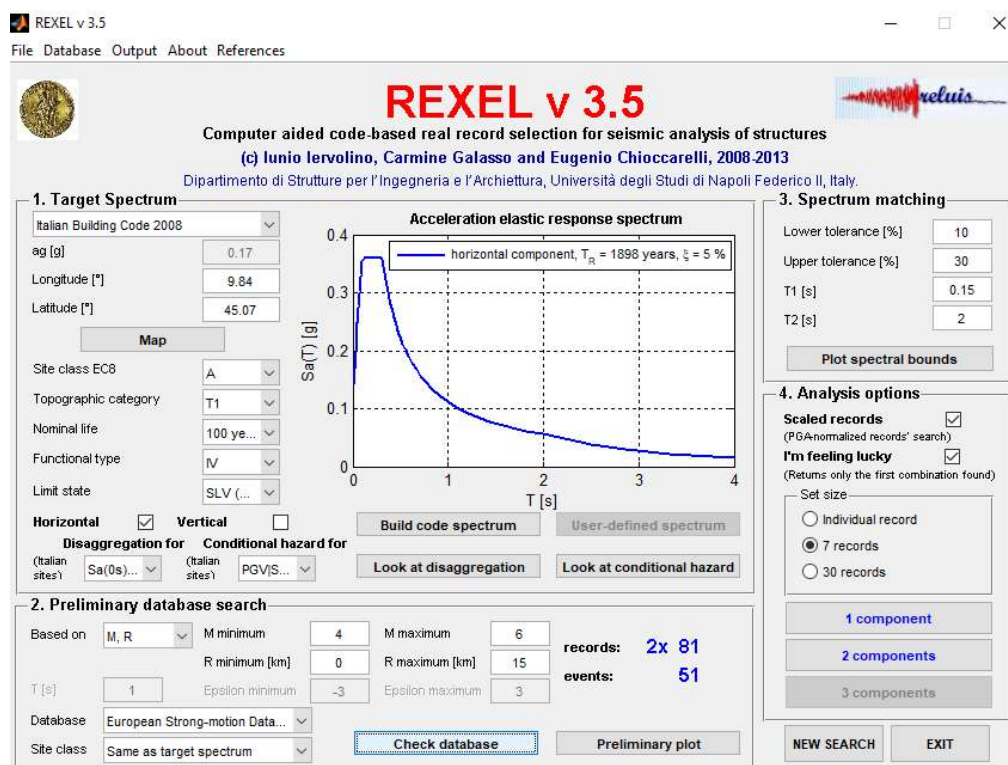 REXEL v 3.5
File Database Output About References
REXEL v 3.5
reluis
Computer aided code-based real record selection for seismic analysis of structures
(c) Iunio Iervolino, Carmine Galasso and Eugenio Chioccarelli, 2008-2013
Dipartimento di Strutture per l'Ingegneria e l'Archiettura, Università degli Studi di Napoli Federico II, Italy.
1. Target Spectrum
Italian Building Code 2008
ag [g] 0.17
Longitude [°] 9.84
Latitude [°] 45.07
Map
Site class EC8 A
Topographic category T1
Nominal life 100 ye...
Functional type IV
Limit state SLV (...
Horizontal Vertical
Disaggregation for Conditional hazard for
(Italian sites) Sa(0s)... (Italian sites) PGV|S...
Acceleration elastic response spectrum
horizontal component, TR = 1898 years, ξ = 5 %
Sa(T) [g]
0.4
0.3
0.2
0.1
0
0 1 2 3 4
T [s]
Build code spectrum User-defined spectrum
Look at disaggregation Look at conditional hazard
2. Preliminary database search
Based on M, R M minimum 4 M maximum 6
R minimum [km] 0 R maximum [km] 15
T [s] 1 Epsilon minimum -3 Epsilon maximum 3
records: 2x 81
events: 51
Database European Strong-motion Data...
Site class Same as target spectrum
Check database Preliminary plot
3. Spectrum matching
Lower tolerance [%] 10
Upper tolerance [%] 30
T1 [s] 0.15
T2 [s] 2
Plot spectral bounds
4. Analysis options
Scaled records
(PGA-normalized records' search)
I'm feeling lucky
(Returns only the first combination found)
Set size
Individual record
7 records
30 records
1 component
2 components
3 components
NEW SEARCH EXIT